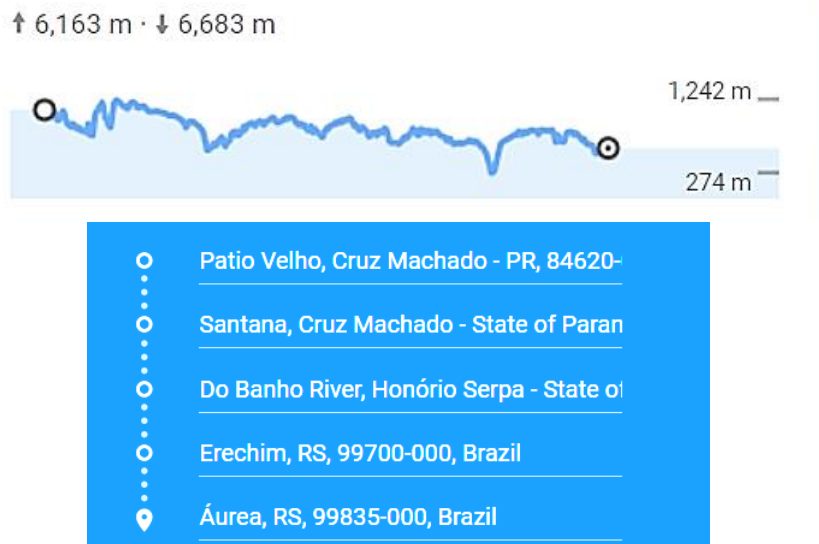 ↑ 6,163 m · ↓ 6,683 m
1,242 m
274 m
Patio Velho, Cruz Machado - PR, 84620-
Santana, Cruz Machado - State of Paran
Do Banho River, Honório Serpa - State of
Erechim, RS, 99700-000, Brazil
Áurea, RS, 99835-000, Brazil